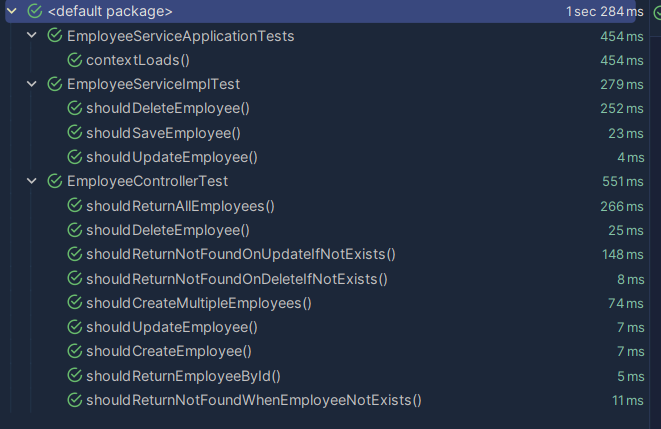 <default package> 1 sec 284 ms
EmployeeServiceApplicationTests 454 ms
contextLoads() 454 ms
EmployeeServiceImplTest 279 ms
shouldDeleteEmployee() 252 ms
shouldSaveEmployee() 23 ms
shouldUpdateEmployee() 4 ms
EmployeeControllerTest 551 ms
shouldReturnAllEmployees() 266 ms
shouldDeleteEmployee() 25 ms
shouldReturnNotFoundOnUpdateIfNotExists() 148 ms
shouldReturnNotFoundOnDeleteIfNotExists() 8 ms
shouldCreateMultipleEmployees() 74 ms
shouldUpdateEmployee() 7 ms
shouldCreateEmployee() 7 ms
shouldReturnEmployeeById() 5 ms
shouldReturnNotFoundWhenEmployeeNotExists() 11 ms